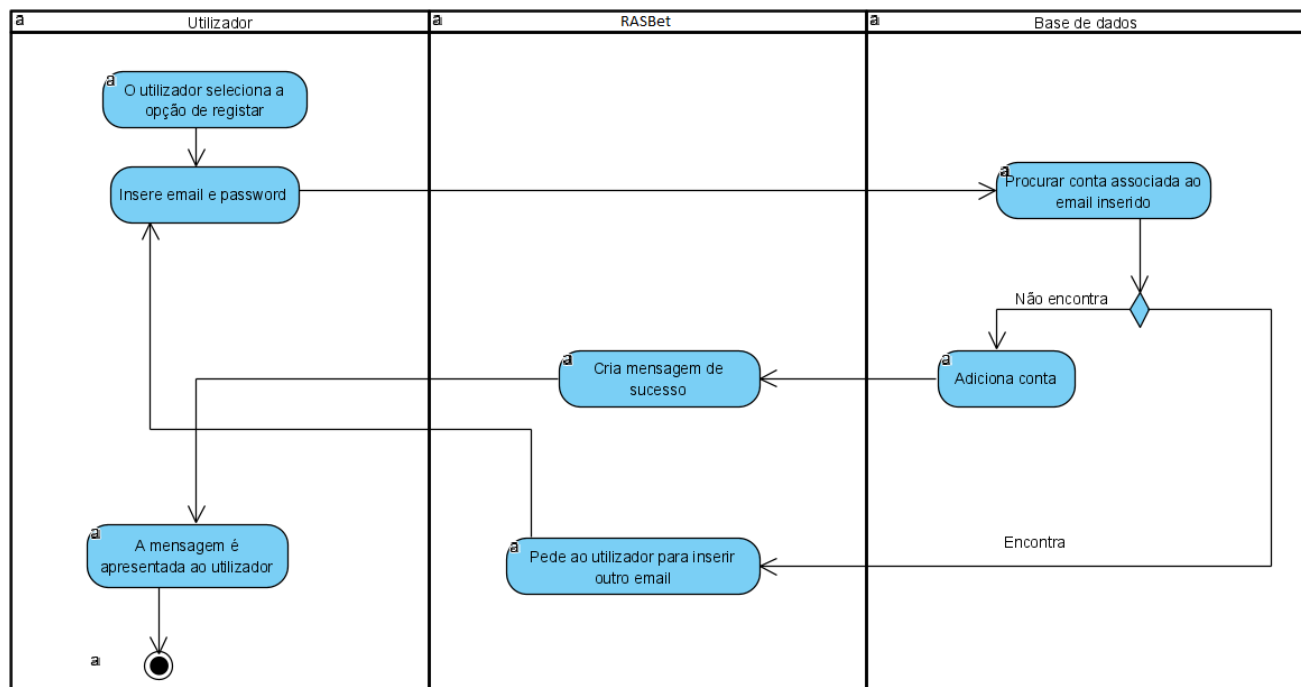 a
Utilizador
a
RASBet
a
Base de dados
a
O utilizador seleciona a
opção de registar
Insere email e password
a
Procurar conta associada ao
email inserido
Não encontra
a
Cria mensagem de
sucesso
a
Adiciona conta
a
A mensagem é
apresentada ao utilizador
a
Pede ao utilizador para inserir
outro email
Encontra
a